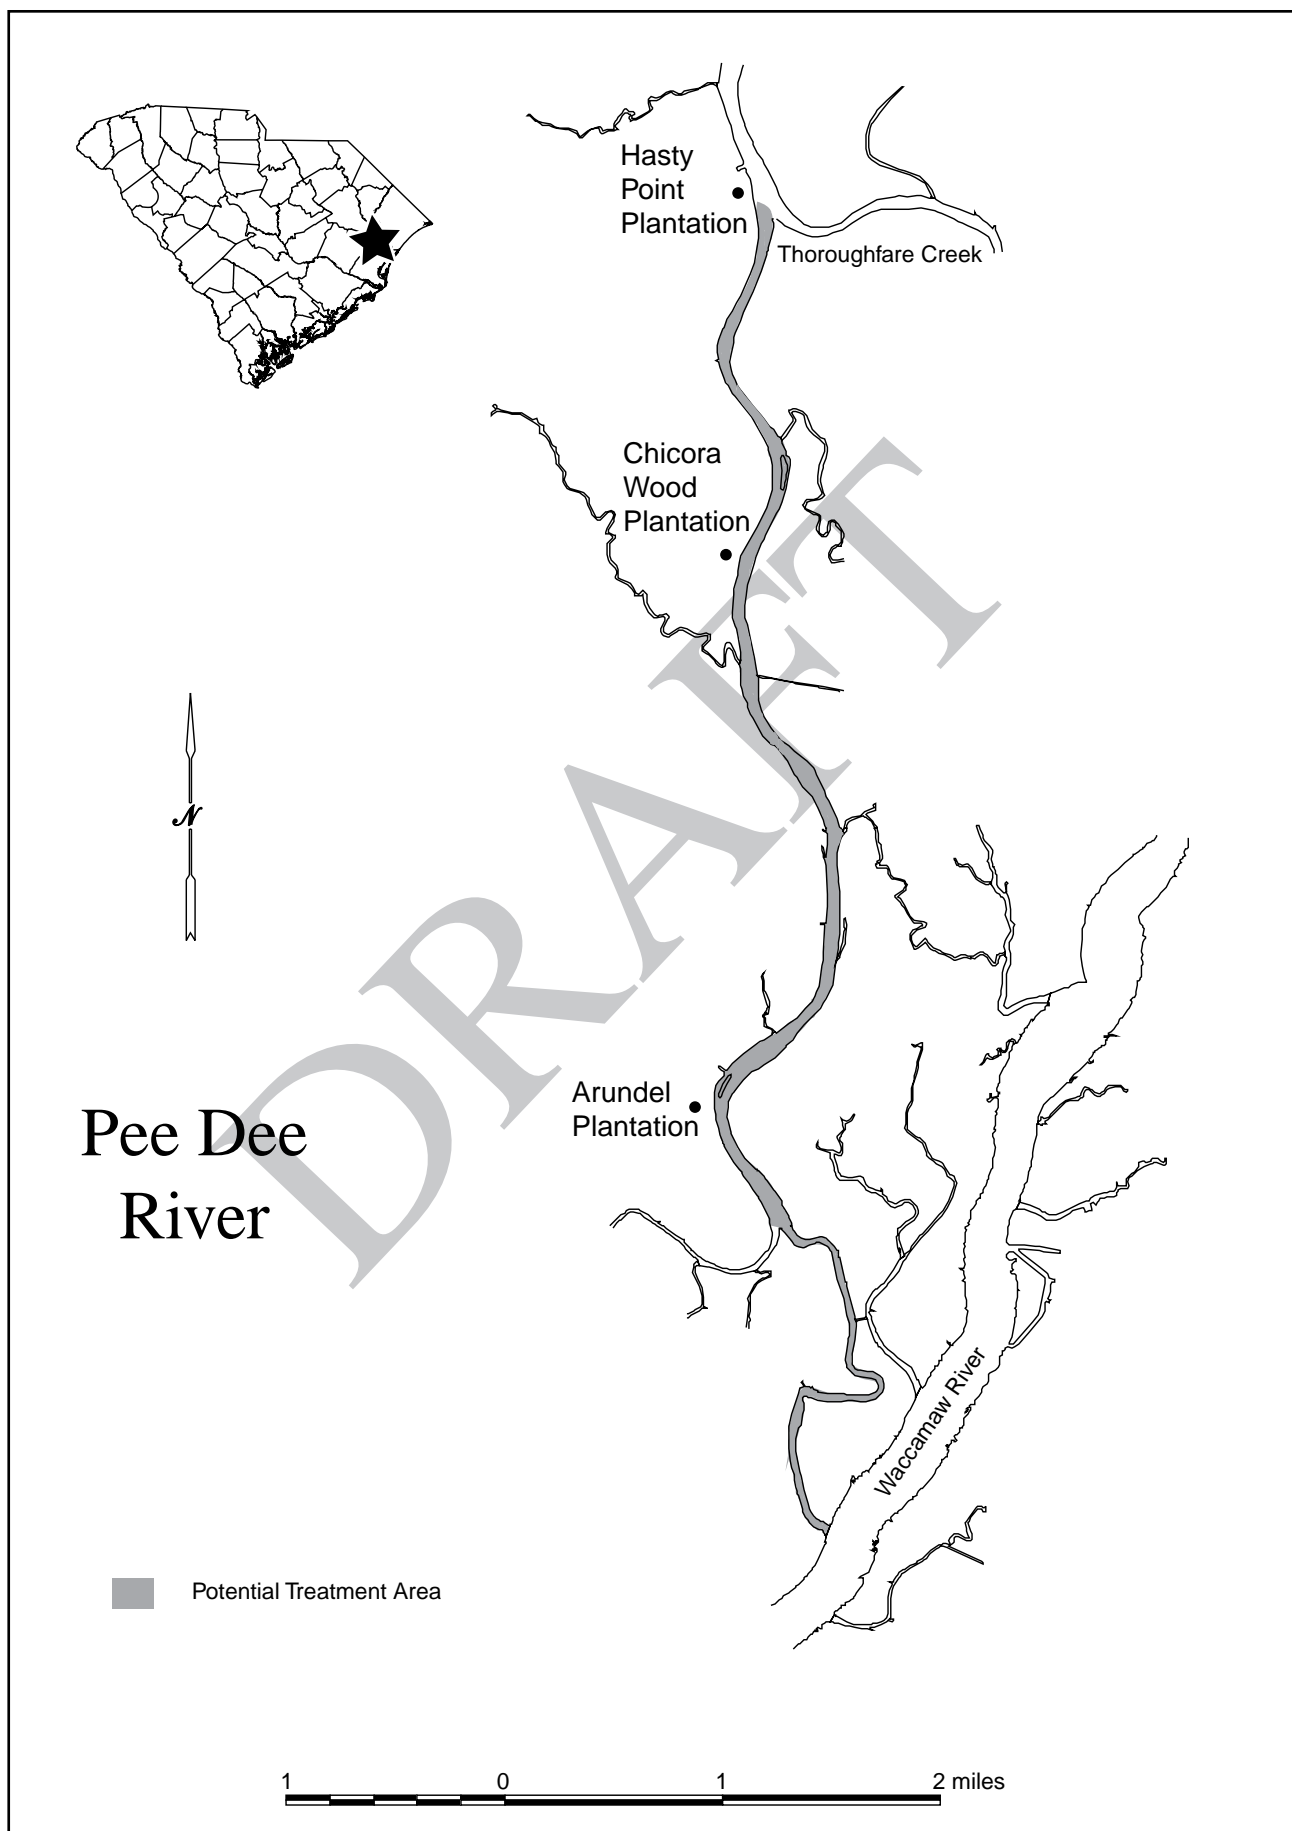 Hasty
Point
Plantation
Thoroughfare Creek
Chicora
Wood
Plantation
N
DRAFT
Arundel
Plantation
Pee Dee
River
Waccamaw River
Potential Treatment Area
1 0 1 2 miles